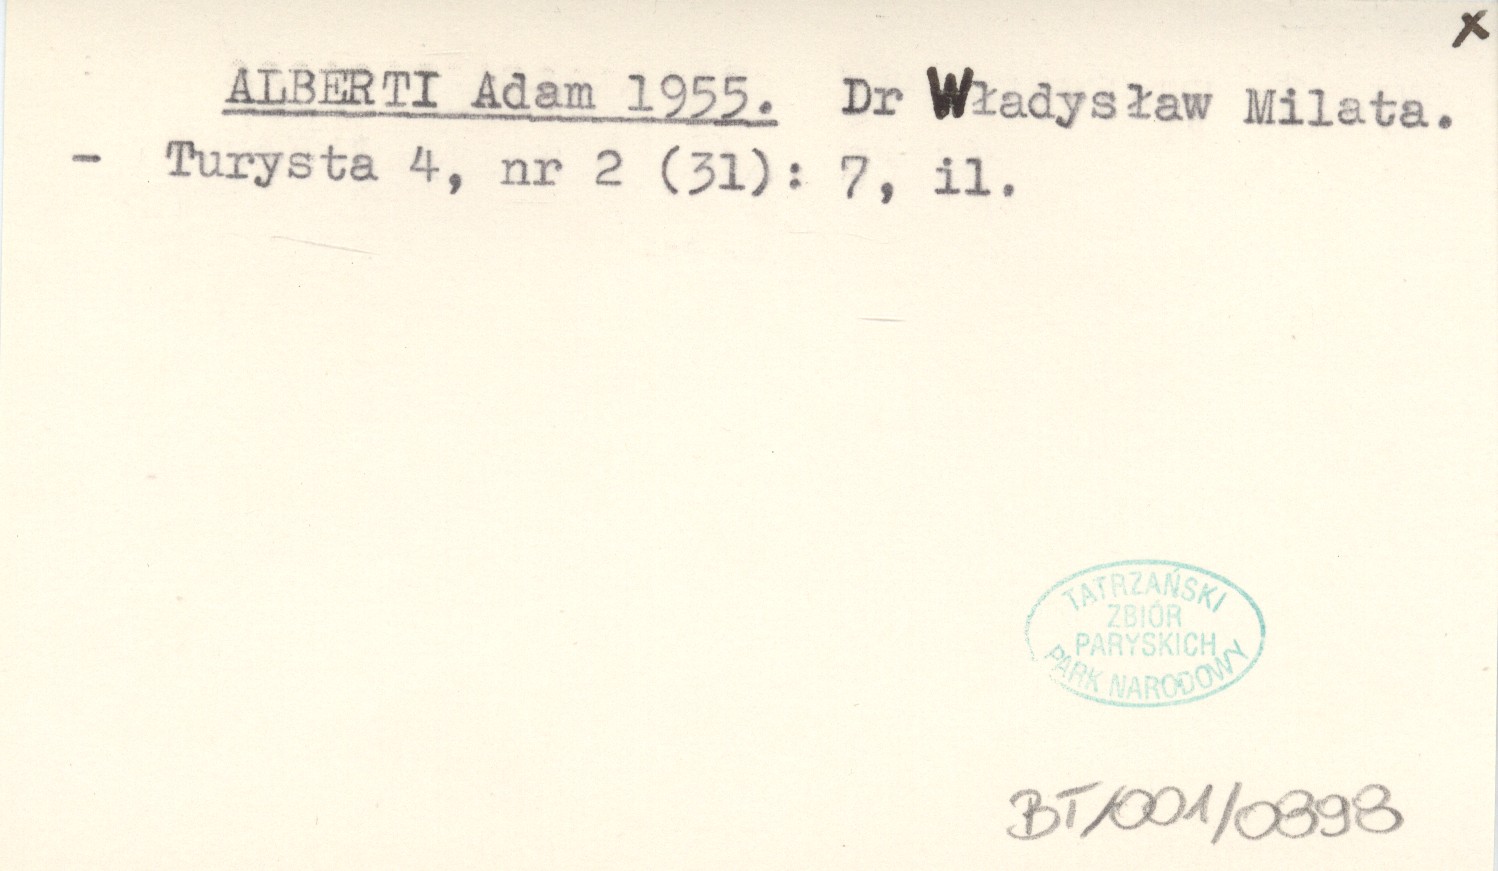 x
ALBERTI Adam 1955. Dr Władysław Milata.
- Turysta 4, nr 2 (31): 7, il.
TATRZAŃSKI
ZBIÓR
PARYSKICH
PARK NARODOWY
BT/001/0898